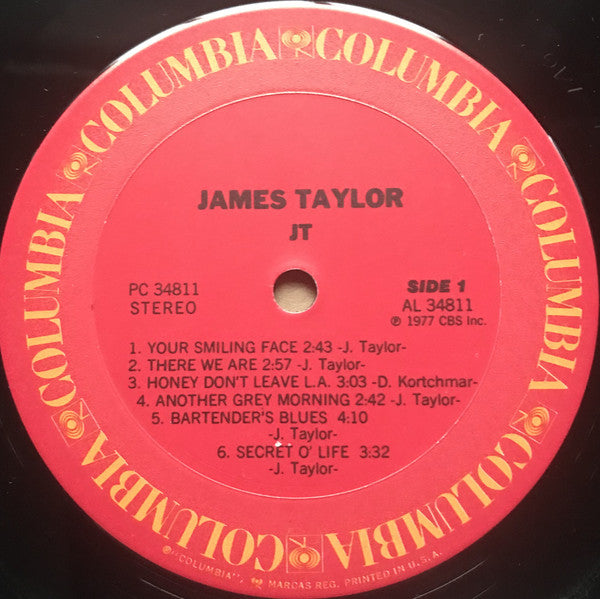 COLUMBIA COLUMBIA COLUMBIA COLUMBIA COLUMBIA COLUMBIA
JAMES TAYLOR
JT
PC 34811
STEREO
SIDE 1
AL 34811
℗ 1977 CBS Inc.
1. YOUR SMILING FACE 2:43 -J. Taylor-
2. THERE WE ARE 2:57 -J. Taylor-
3. HONEY DON'T LEAVE L.A. 3:03 -D. Kortchmar-
4. ANOTHER GREY MORNING 2:42 -J. Taylor-
5. BARTENDER'S BLUES 4:10
-J. Taylor-
6. SECRET O' LIFE 3:32
-J. Taylor-
"COLUMBIA", MARCAS REG. PRINTED IN U.S.A.